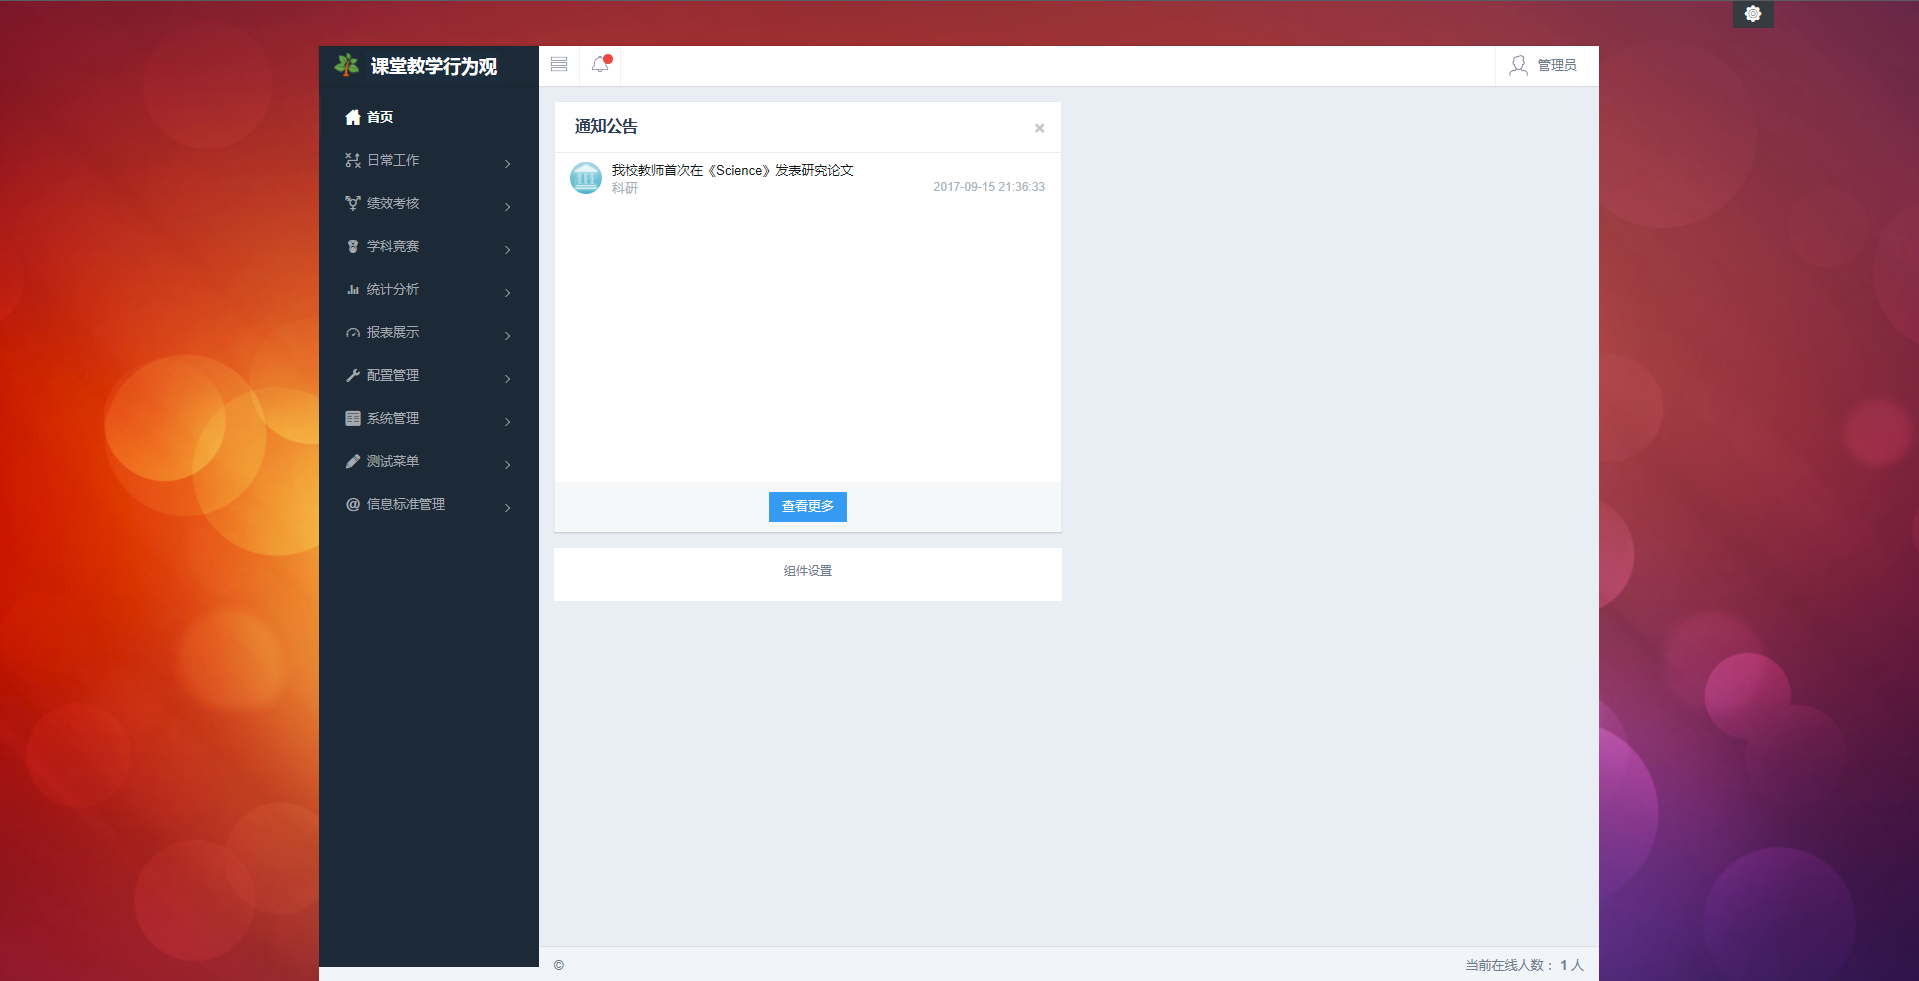 课堂教学行为观
管理员
首页
日常工作
绩效考核
学科竞赛
统计分析
报表展示
配置管理
系统管理
测试菜单
@ 信息标准管理
通知公告
×
我校教师首次在《Science》发表研究论文
科研
2017-09-15 21:36:33
查看更多
组件设置
©
当前在线人数： 1 人